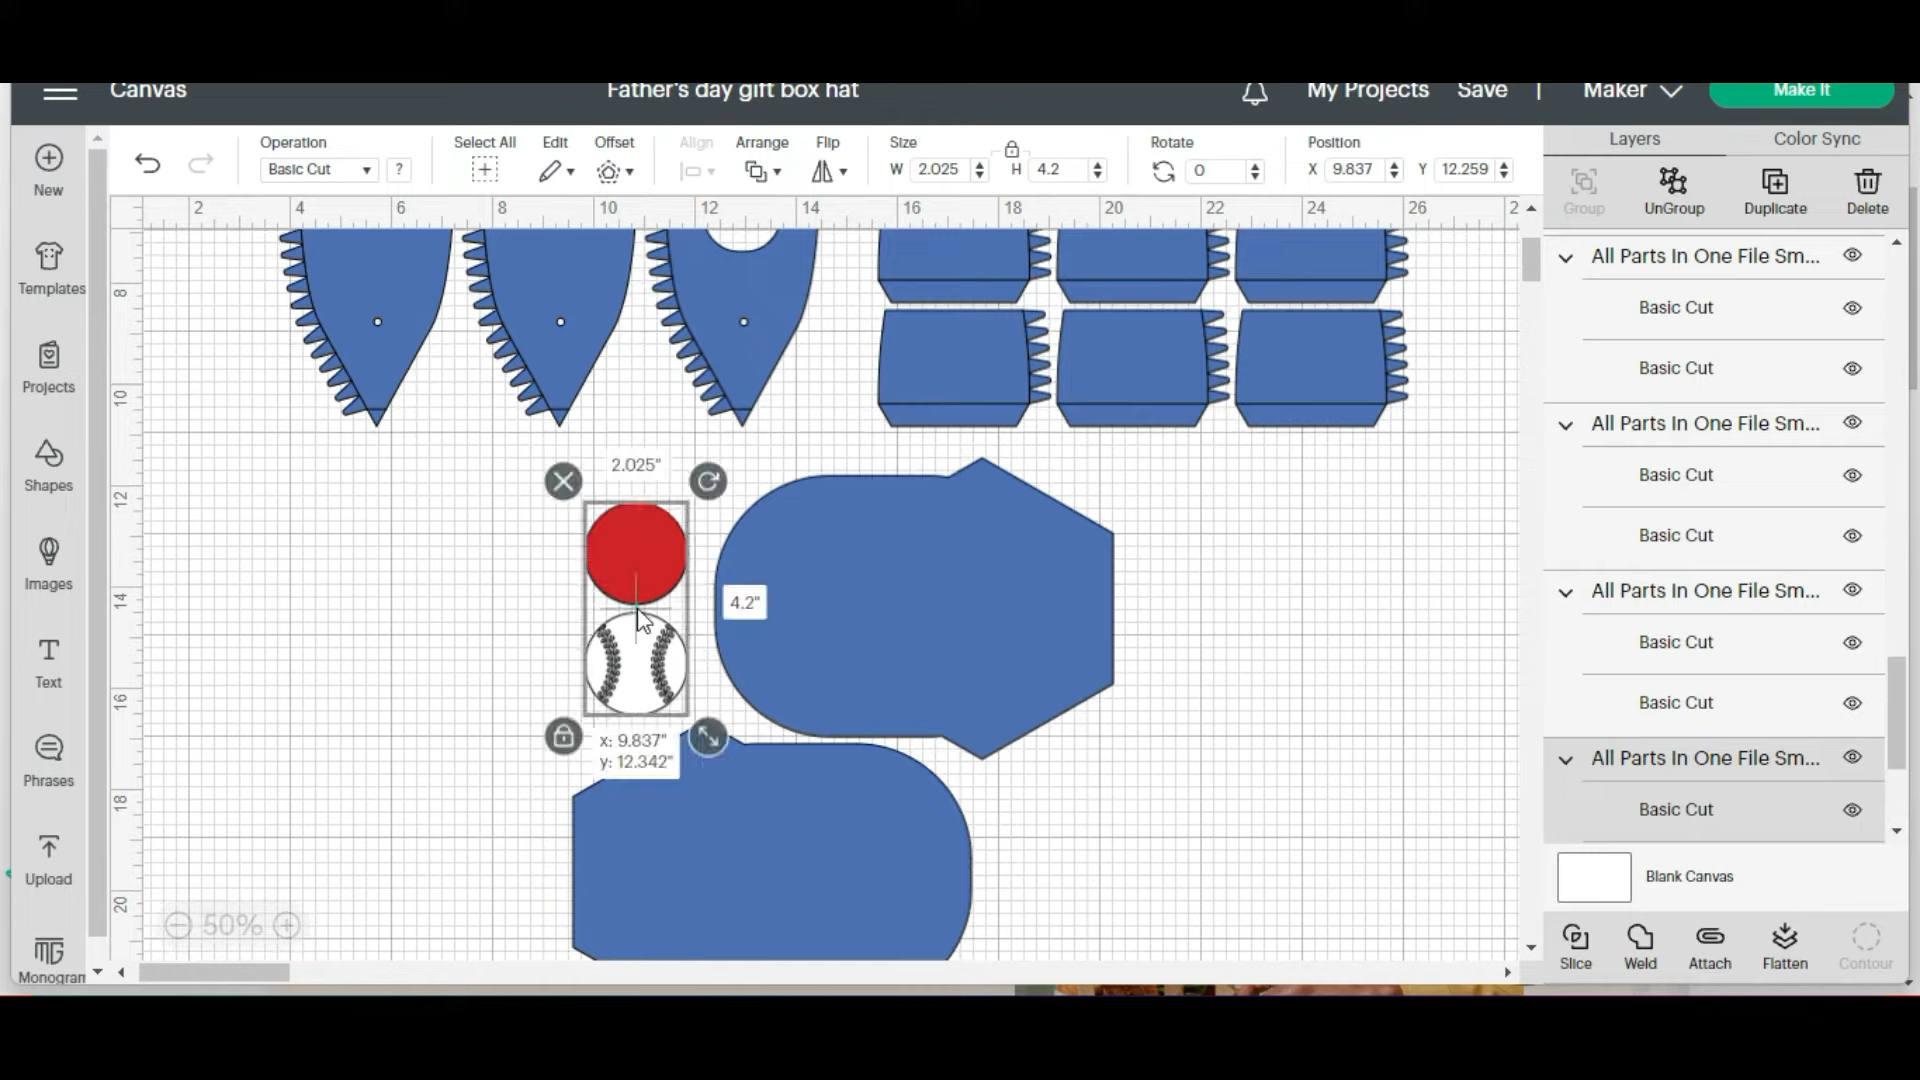 Canvas
Father's day gift box hat
My Projects
Save
|
Maker
Make It
Operation
Basic Cut
?
Select All
Edit
Offset
Align
Arrange
Flip
Size
W 2.025
H 4.2
Rotate
0
Position
X 9.837
Y 12.259
Layers
Color Sync
Group
UnGroup
Duplicate
Delete
New
Templates
Projects
Shapes
Images
Text
Phrases
Upload
Monogram
2 4 6 8 10 12 14 16 18 20 22 24 26 2
8
10
12
14
16
18
20
2.025"
4.2"
x: 9.837"
y: 12.342"
50%
All Parts In One File Sm...
Basic Cut
Basic Cut
All Parts In One File Sm...
Basic Cut
Basic Cut
All Parts In One File Sm...
Basic Cut
Basic Cut
All Parts In One File Sm...
Basic Cut
Blank Canvas
Slice
Weld
Attach
Flatten
Contour